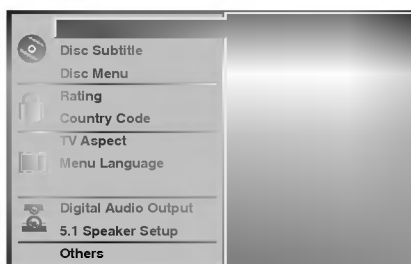 Disc Subtitle
Disc Menu
Rating
Country Code
TV Aspect
Menu Language
Digital Audio Output
5.1 Speaker Setup
Others